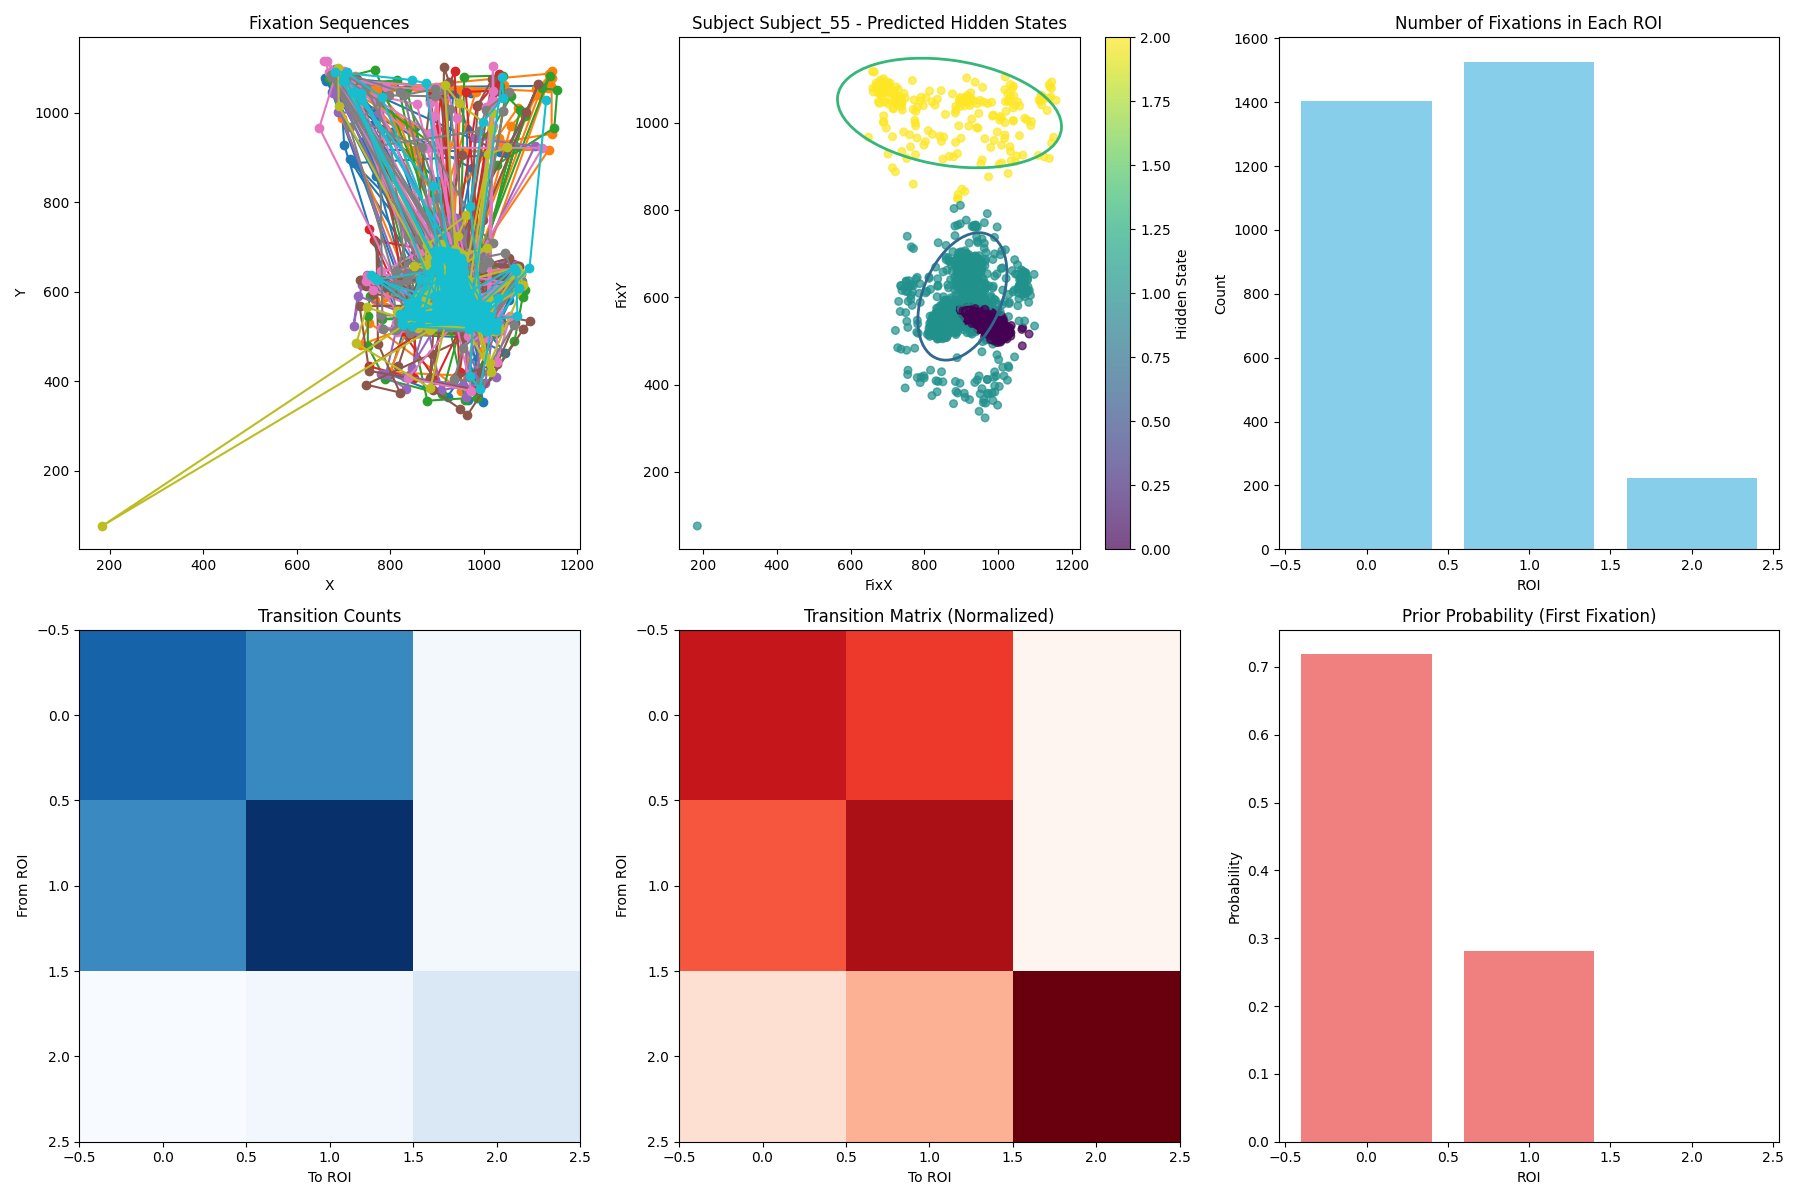 Fixation Sequences
Y
1000
800
600
400
200
200 400 600 800 1000 1200
X
Subject Subject_55 - Predicted Hidden States
FixY
1000
800
600
400
200
200 400 600 800 1000 1200
FixX
2.00
1.75
1.50
1.25
1.00
0.75
0.50
0.25
0.00
Hidden State
Number of Fixations in Each ROI
Count
1600
1400
1200
1000
800
600
400
200
0
−0.5 0.0 0.5 1.0 1.5 2.0 2.5
ROI
Transition Counts
From ROI
−0.5
0.0
0.5
1.0
1.5
2.0
2.5
−0.5 0.0 0.5 1.0 1.5 2.0 2.5
To ROI
Transition Matrix (Normalized)
From ROI
−0.5
0.0
0.5
1.0
1.5
2.0
2.5
−0.5 0.0 0.5 1.0 1.5 2.0 2.5
To ROI
Prior Probability (First Fixation)
Probability
0.7
0.6
0.5
0.4
0.3
0.2
0.1
0.0
−0.5 0.0 0.5 1.0 1.5 2.0 2.5
ROI